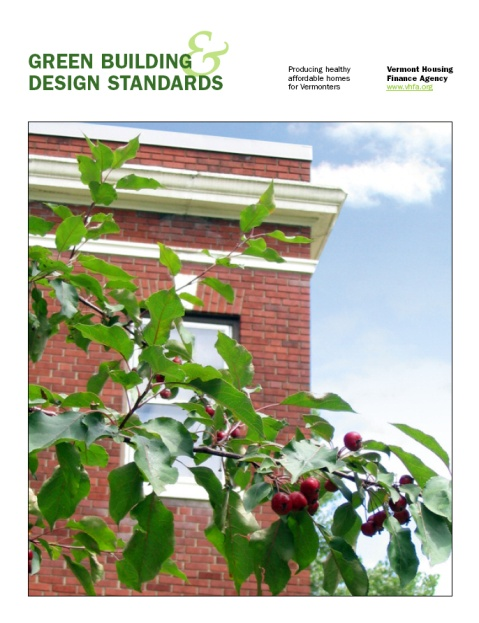 GREEN BUILDING &
DESIGN STANDARDS
Producing healthy
affordable homes
for Vermonters
Vermont Housing
Finance Agency
www.vhfa.org